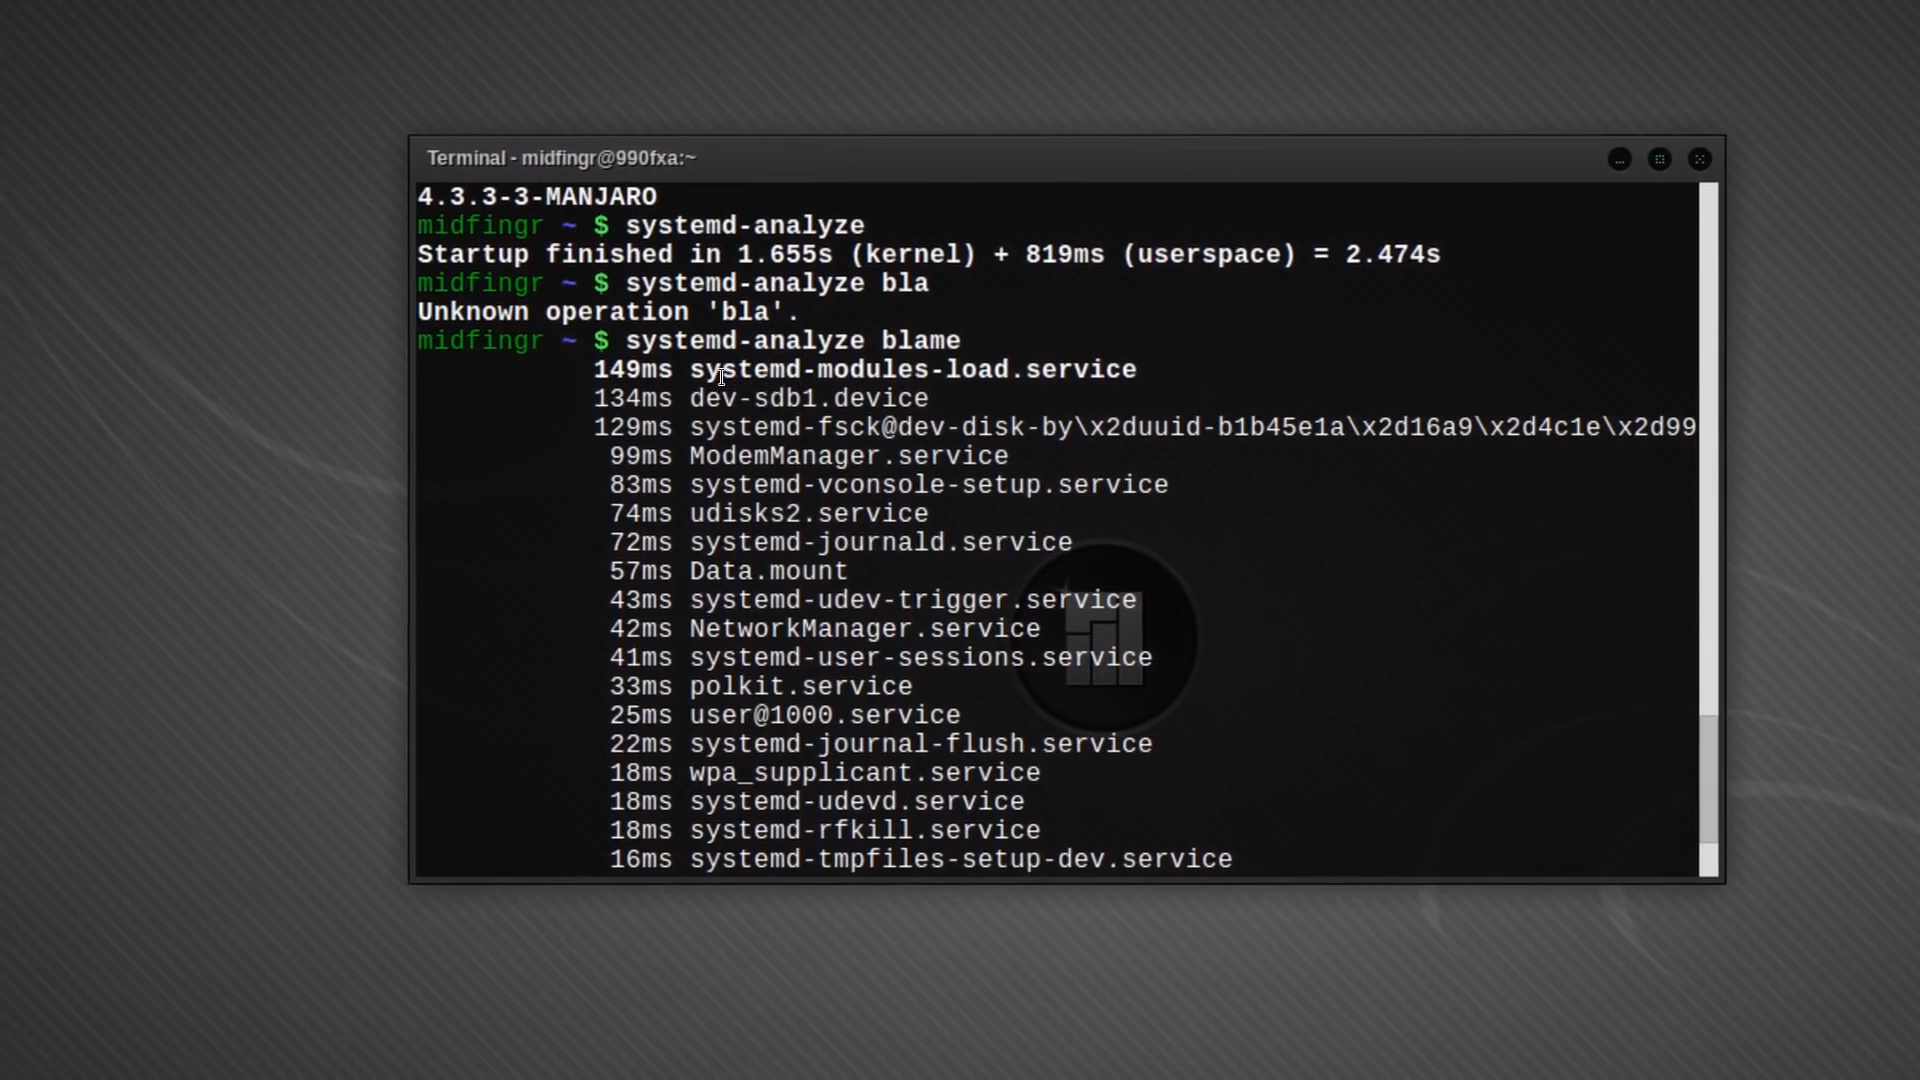 Terminal - midfingr@990fxa:~
4.3.3-3-MANJARO
midfingr ~ $ systemd-analyze
Startup finished in 1.655s (kernel) + 819ms (userspace) = 2.474s
midfingr ~ $ systemd-analyze bla
Unknown operation 'bla'.
midfingr ~ $ systemd-analyze blame
149ms systemd-modules-load.service
134ms dev-sdb1.device
129ms systemd-fsck@dev-disk-by\x2duuid-b1b45e1a\x2d16a9\x2d4c1e\x2d99
99ms ModemManager.service
83ms systemd-vconsole-setup.service
74ms udisks2.service
72ms systemd-journald.service
57ms Data.mount
43ms systemd-udev-trigger.service
42ms NetworkManager.service
41ms systemd-user-sessions.service
33ms polkit.service
25ms user@1000.service
22ms systemd-journal-flush.service
18ms wpa_supplicant.service
18ms systemd-udevd.service
18ms systemd-rfkill.service
16ms systemd-tmpfiles-setup-dev.service